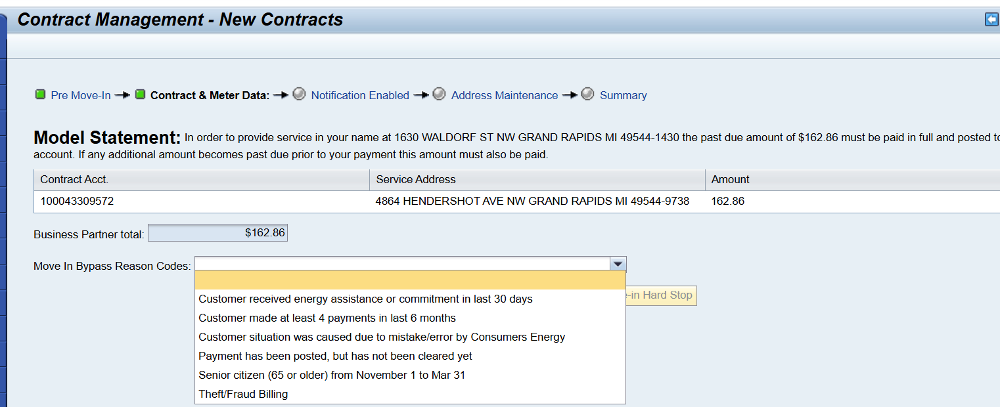 Contract Management - New Contracts
Pre Move-In Contract & Meter Data: Notification Enabled Address Maintenance Summary
Model Statement: In order to provide service in your name at 1630 WALDORF ST NW GRAND RAPIDS MI 49544-1430 the past due amount of $162.86 must be paid in full and posted to
account. If any additional amount becomes past due prior to your payment this amount must also be paid.
Contract Acct. Service Address Amount
100043309572 4864 HENDERSHOT AVE NW GRAND RAPIDS MI 49544-9738 162.86
Business Partner total: $162.86
Move In Bypass Reason Codes:
-in Hard Stop
Customer received energy assistance or commitment in last 30 days
Customer made at least 4 payments in last 6 months
Customer situation was caused due to mistake/error by Consumers Energy
Payment has been posted, but has not been cleared yet
Senior citizen (65 or older) from November 1 to Mar 31
Theft/Fraud Billing